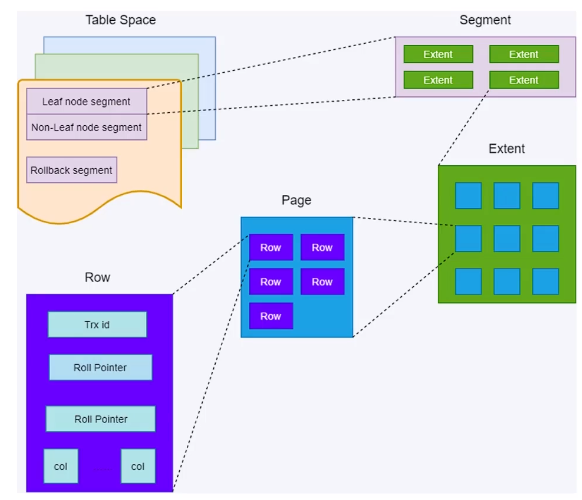 Table Space
Segment
Leaf node segment
Non-Leaf node segment
Rollback segment
Extent
Extent
Extent
Extent
Extent
Page
Row
Row
Row
Row
Row
Row
Trx id
Roll Pointer
Roll Pointer
col
col